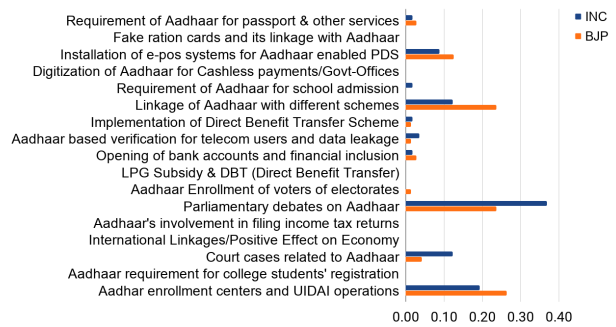 INC
BJP
Requirement of Aadhaar for passport & other services
Fake ration cards and its linkage with Aadhaar
Installation of e-pos systems for Aadhaar enabled PDS
Digitization of Aadhaar for Cashless payments/Govt-Offices
Requirement of Aadhaar for school admission
Linkage of Aadhaar with different schemes
Implementation of Direct Benefit Transfer Scheme
Aadhaar based verification for telecom users and data leakage
Opening of bank accounts and financial inclusion
LPG Subsidy & DBT (Direct Benefit Transfer)
Aadhaar Enrollment of voters of electorates
Parliamentary debates on Aadhaar
Aadhaar's involvement in filing income tax returns
International Linkages/Positive Effect on Economy
Court cases related to Aadhaar
Aadhaar requirement for college students' registration
Aadhar enrollment centers and UIDAI operations
0.00 0.10 0.20 0.30 0.40